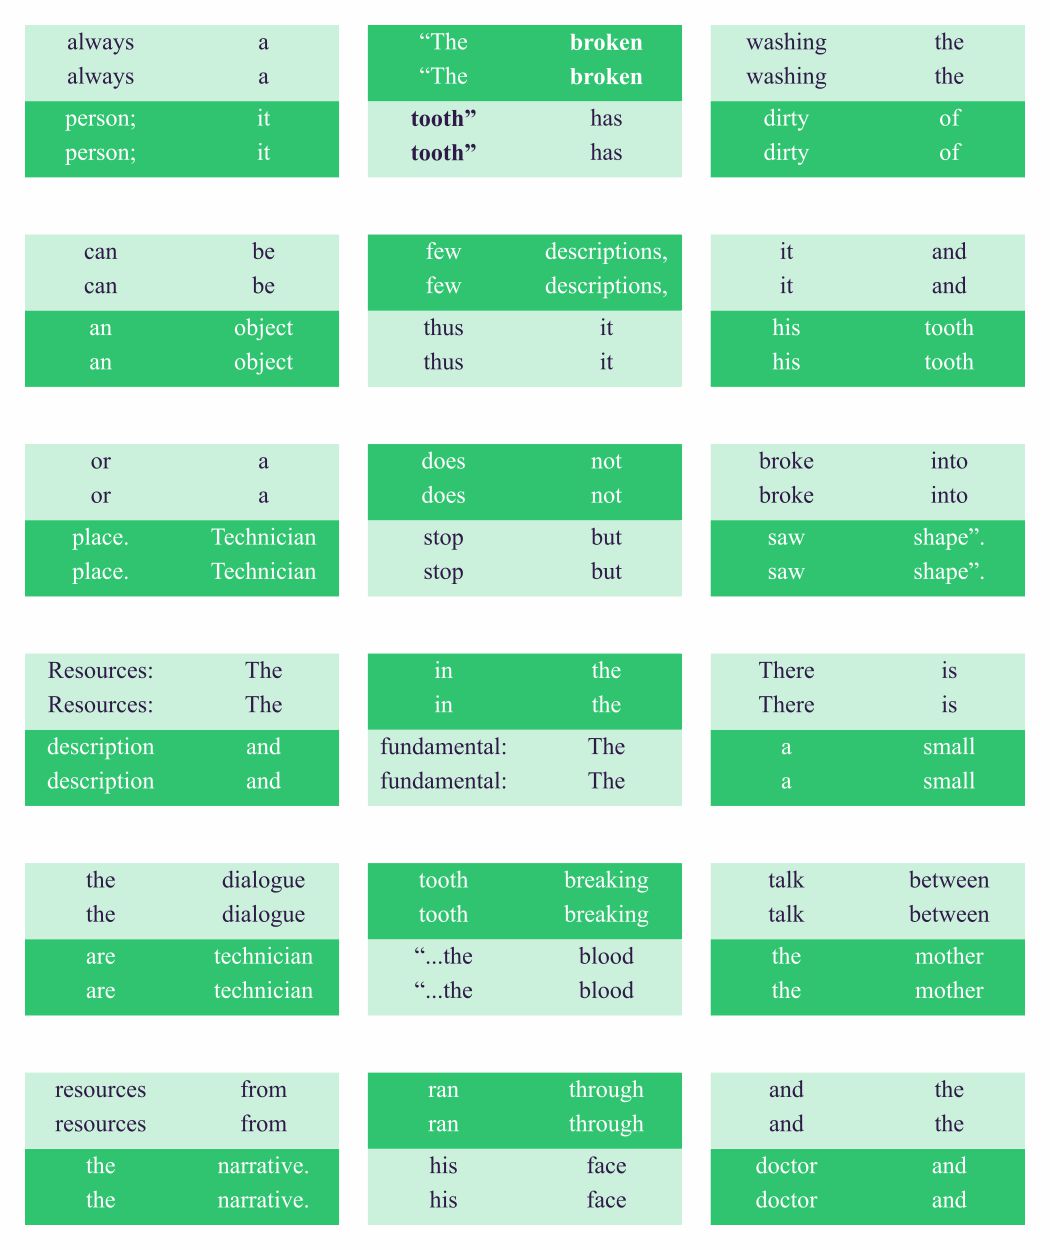 always a
always a
person; it
person; it
can be
can be
an object
an object
or a
or a
place. Technician
place. Technician
Resources: The
Resources: The
description and
description and
the dialogue
the dialogue
are technician
are technician
resources from
resources from
the narrative.
the narrative.
“The broken
“The broken
tooth” has
tooth” has
few descriptions,
few descriptions,
thus it
thus it
does not
does not
stop but
stop but
in the
in the
fundamental: The
fundamental: The
tooth breaking
tooth breaking
“...the blood
“...the blood
ran through
ran through
his face
his face
washing the
washing the
dirty of
dirty of
it and
it and
his tooth
his tooth
broke into
broke into
saw shape”.
saw shape”.
There is
There is
a small
a small
talk between
talk between
the mother
the mother
and the
and the
doctor and
doctor and